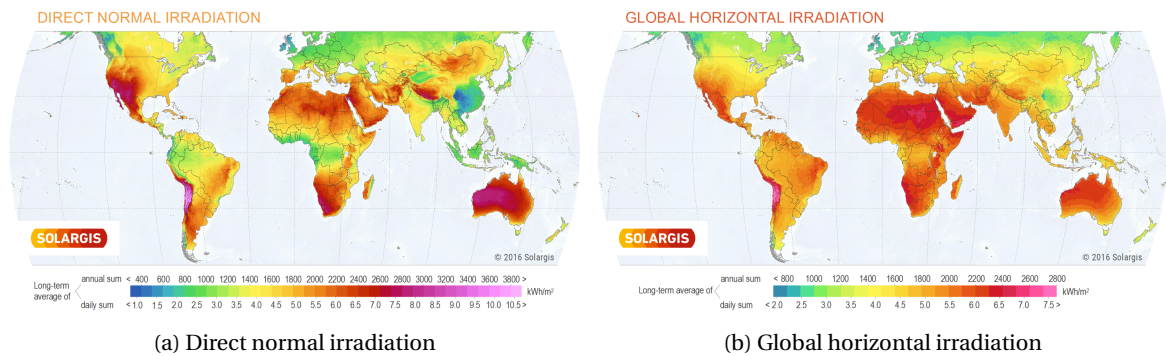 DIRECT NORMAL IRRADIATION
SOLARGIS
© 2016 Solargis
annual sum < 400 600 800 1000 1200 1400 1600 1800 2000 2200 2400 2600 2800 3000 3200 3400 3600 3800 >
Long-term average of
kWh/m²
daily sum < 1.0 1.5 2.0 2.5 3.0 3.5 4.0 4.5 5.0 5.5 6.0 6.5 7.0 7.5 8.0 8.5 9.0 9.5 10.0 10.5 >
(a) Direct normal irradiation
GLOBAL HORIZONTAL IRRADIATION
SOLARGIS
© 2016 Solargis
annual sum < 800 1000 1200 1400 1600 1800 2000 2200 2400 2600 2800
Long-term average of
kWh/m²
daily sum < 2.0 2.5 3.0 3.5 4.0 4.5 5.0 5.5 6.0 6.5 7.0 7.5 >
(b) Global horizontal irradiation